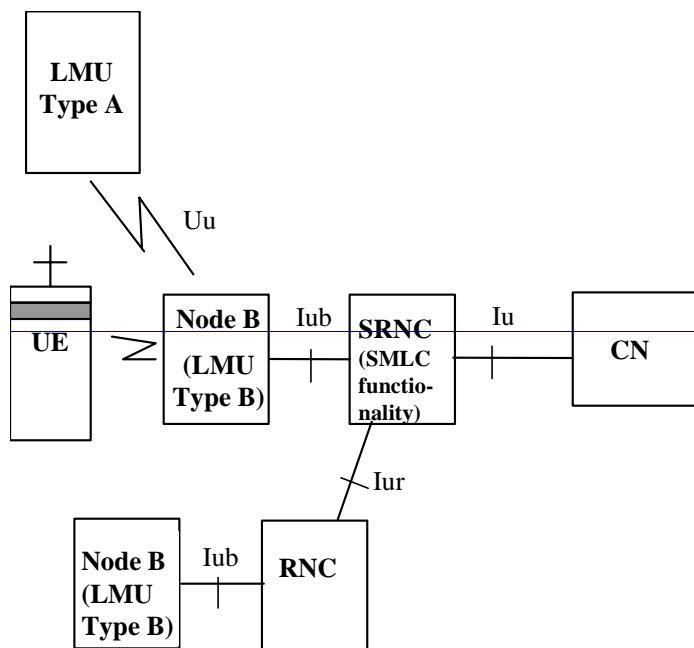 LMU
Type A
Uu
UE
Node B
(LMU
Type B)
Iub
SRNC
(SMLC
functio-
nality)
Iu
CN
Iur
Node B
(LMU
Type B)
Iub
RNC